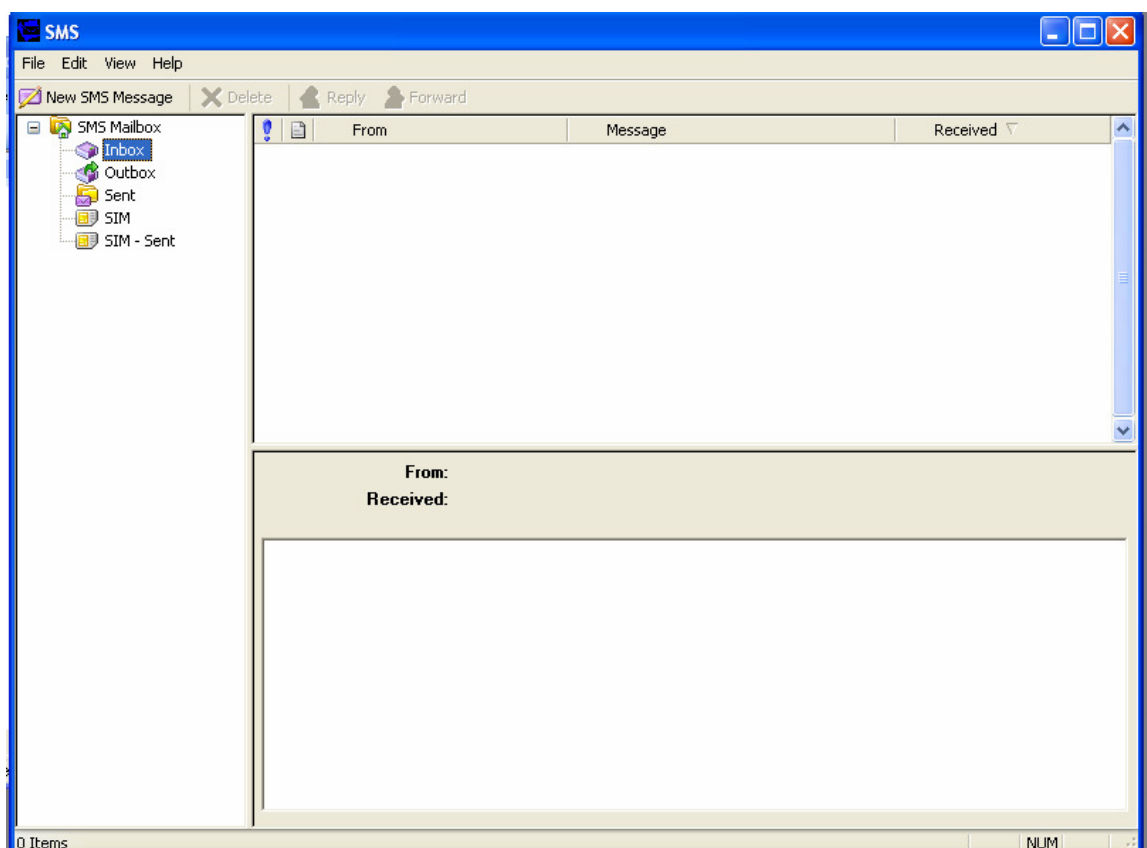 SMS
File Edit View Help
New SMS Message Delete Reply Forward
SMS Mailbox
Inbox
Outbox
Sent
SIM
SIM - Sent
From Message Received
From:
Received:
0 Items NUM